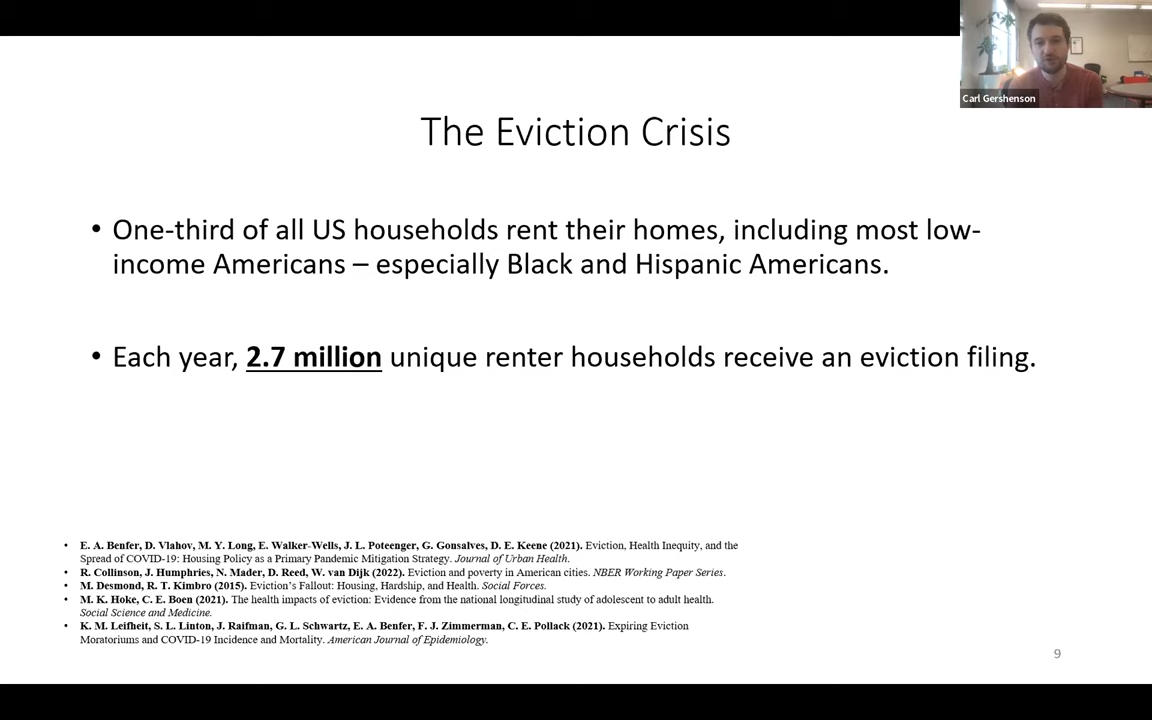 Carl Gershenson
The Eviction Crisis
• One-third of all US households rent their homes, including most low-
income Americans – especially Black and Hispanic Americans.
• Each year, 2.7 million unique renter households receive an eviction filing.
• E. A. Benfer, D. Vlahov, M. Y. Long, E. Walker-Wells, J. L. Poteenger, G. Gonsalves, D. E. Keene (2021). Eviction, Health Inequity, and the
Spread of COVID-19: Housing Policy as a Primary Pandemic Mitigation Strategy. Journal of Urban Health.
• R. Collinson, J. Humphries, N. Mader, D. Reed, W. van Dijk (2022). Eviction and poverty in American cities. NBER Working Paper Series.
• M. Desmond, R. T. Kimbro (2015). Eviction's Fallout: Housing, Hardship, and Health. Social Forces.
• M. K. Hoke, C. E. Boen (2021). The health impacts of eviction: Evidence from the national longitudinal study of adolescent to adult health.
Social Science and Medicine.
• K. M. Leifheit, S. L. Linton, J. Raifman, G. L. Schwartz, E. A. Benfer, F. J. Zimmerman, C. E. Pollack (2021). Expiring Eviction
Moratoriums and COVID-19 Incidence and Mortality. American Journal of Epidemiology.
9